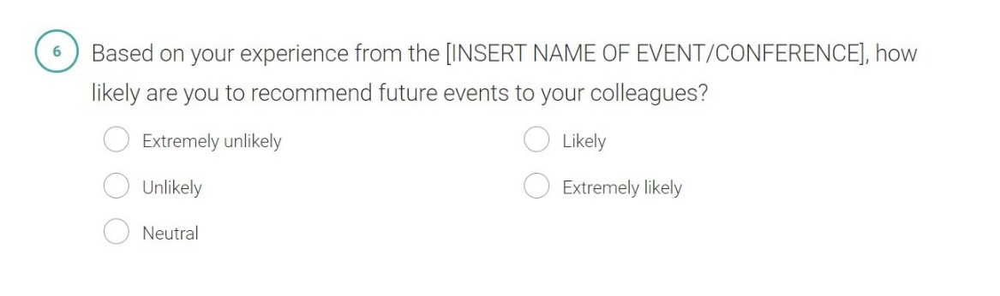 6
Based on your experience from the [INSERT NAME OF EVENT/CONFERENCE], how
likely are you to recommend future events to your colleagues?
Extremely unlikely
Unlikely
Neutral
Likely
Extremely likely